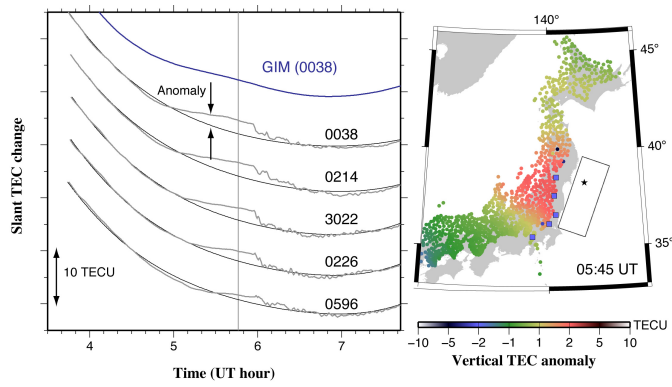 GIM (0038)
Anomaly
0038
0214
3022
0226
0596
10 TECU
Slant TEC change
4 5 6 7
Time (UT hour)
140°
45°
40°
35°
05:45 UT
TECU
−10 −5 −2 −1 1 2 5 10
Vertical TEC anomaly